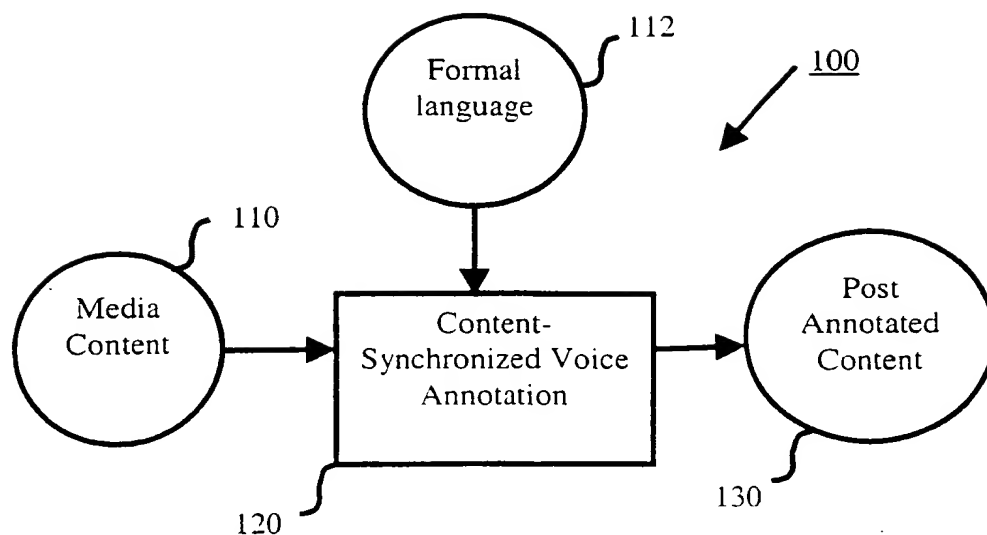 112
Formal
language
100
110
Media
Content
Content-
Synchronized Voice
Annotation
Post
Annotated
Content
120
130